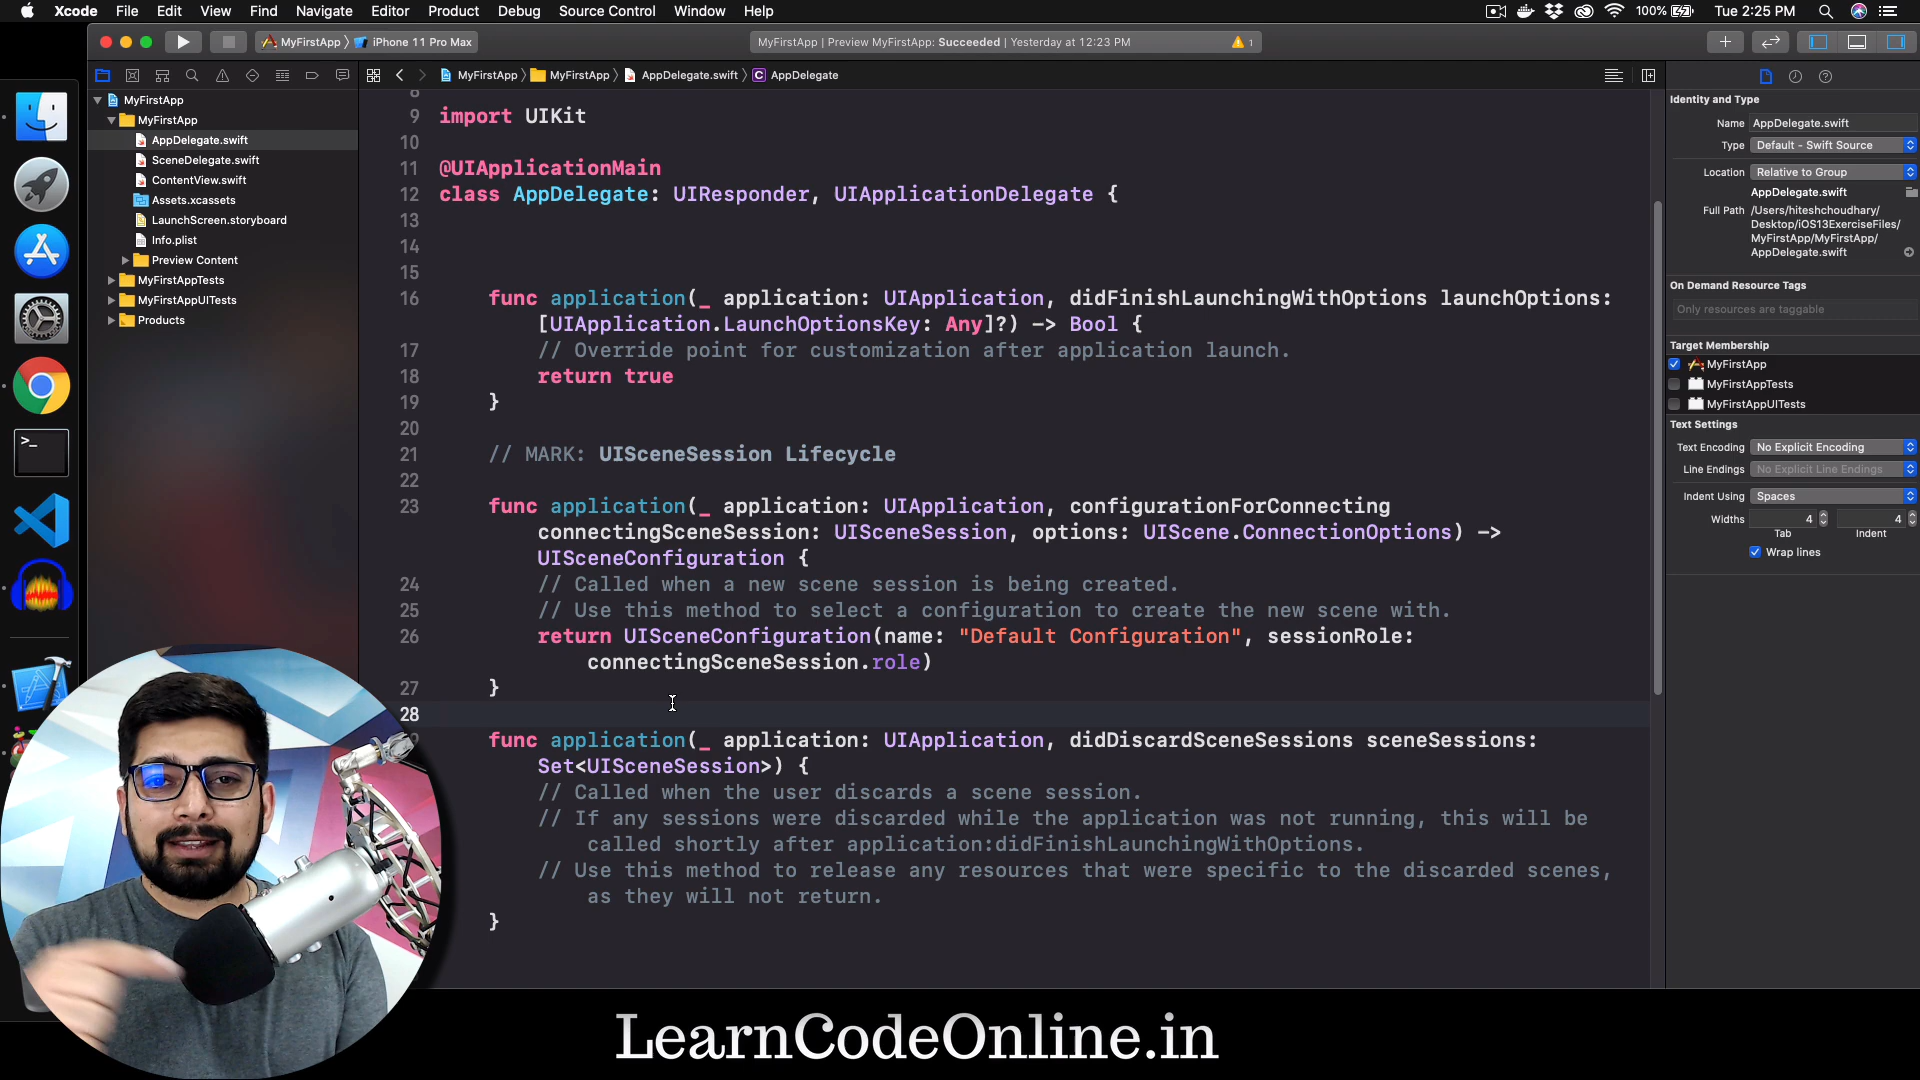 Xcode File Edit View Find Navigate Editor Product Debug Source Control Window Help 100% Tue 2:25 PM
MyFirstApp iPhone 11 Pro Max MyFirstApp | Preview MyFirstApp: Succeeded | Yesterday at 12:23 PM 1
MyFirstApp MyFirstApp AppDelegate.swift C AppDelegate
MyFirstApp
MyFirstApp
AppDelegate.swift
SceneDelegate.swift
ContentView.swift
Assets.xcassets
LaunchScreen.storyboard
Info.plist
Preview Content
MyFirstAppTests
MyFirstAppUITests
Products
8
9 import UIKit
10
11 @UIApplicationMain
12 class AppDelegate: UIResponder, UIApplicationDelegate {
13
14
15
16 func application(_ application: UIApplication, didFinishLaunchingWithOptions launchOptions:
[UIApplication.LaunchOptionsKey: Any]?) -> Bool {
17 // Override point for customization after application launch.
18 return true
19 }
20
21 // MARK: UISceneSession Lifecycle
22
23 func application(_ application: UIApplication, configurationForConnecting
connectingSceneSession: UISceneSession, options: UIScene.ConnectionOptions) ->
UISceneConfiguration {
24 // Called when a new scene session is being created.
25 // Use this method to select a configuration to create the new scene with.
26 return UISceneConfiguration(name: "Default Configuration", sessionRole:
connectingSceneSession.role)
27 }
28
func application(_ application: UIApplication, didDiscardSceneSessions sceneSessions:
Set<UISceneSession>) {
// Called when the user discards a scene session.
// If any sessions were discarded while the application was not running, this will be
called shortly after application:didFinishLaunchingWithOptions.
// Use this method to release any resources that were specific to the discarded scenes,
as they will not return.
}
Identity and Type
Name AppDelegate.swift
Type Default - Swift Source
Location Relative to Group
AppDelegate.swift
Full Path /Users/hiteshchoudhary/
Desktop/iOS13ExerciseFiles/
MyFirstApp/MyFirstApp/
AppDelegate.swift
On Demand Resource Tags
Only resources are taggable
Target Membership
MyFirstApp
MyFirstAppTests
MyFirstAppUITests
Text Settings
Text Encoding No Explicit Encoding
Line Endings No Explicit Line Endings
Indent Using Spaces
Widths 4 4
Tab Indent
Wrap lines
LearnCodeOnline.in